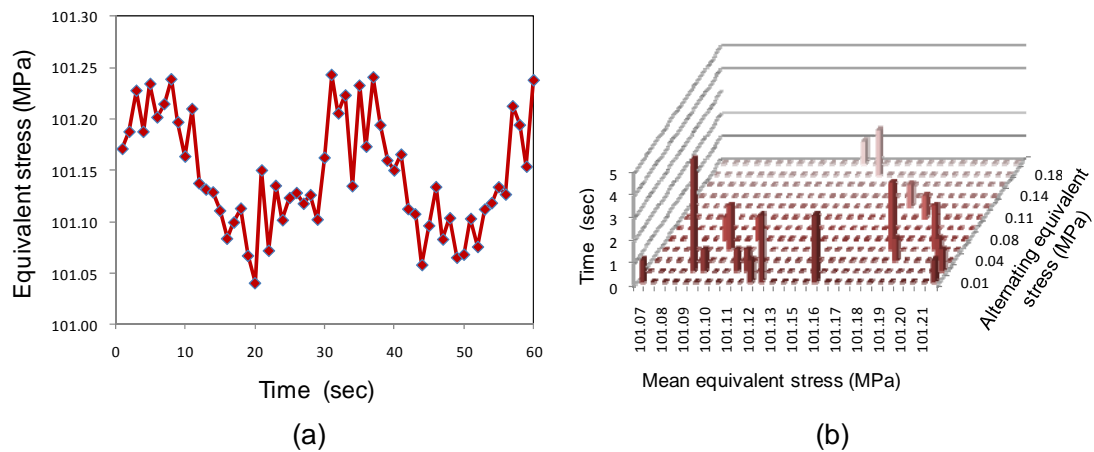 101.30
101.25
101.20
101.15
101.10
101.05
101.00
Equivalent stress (MPa)
0 10 20 30 40 50 60
Time (sec)
(a)
5
4
3
2
1
0
Time (sec)
101.07 101.08 101.09 101.10 101.11 101.13 101.15 101.16 101.18 101.19 101.20 101.21
Mean equivalent stress (MPa)
0.18
0.14
0.11
0.08
0.04
0.01
Alternating equivalent
stress (MPa)
(b)